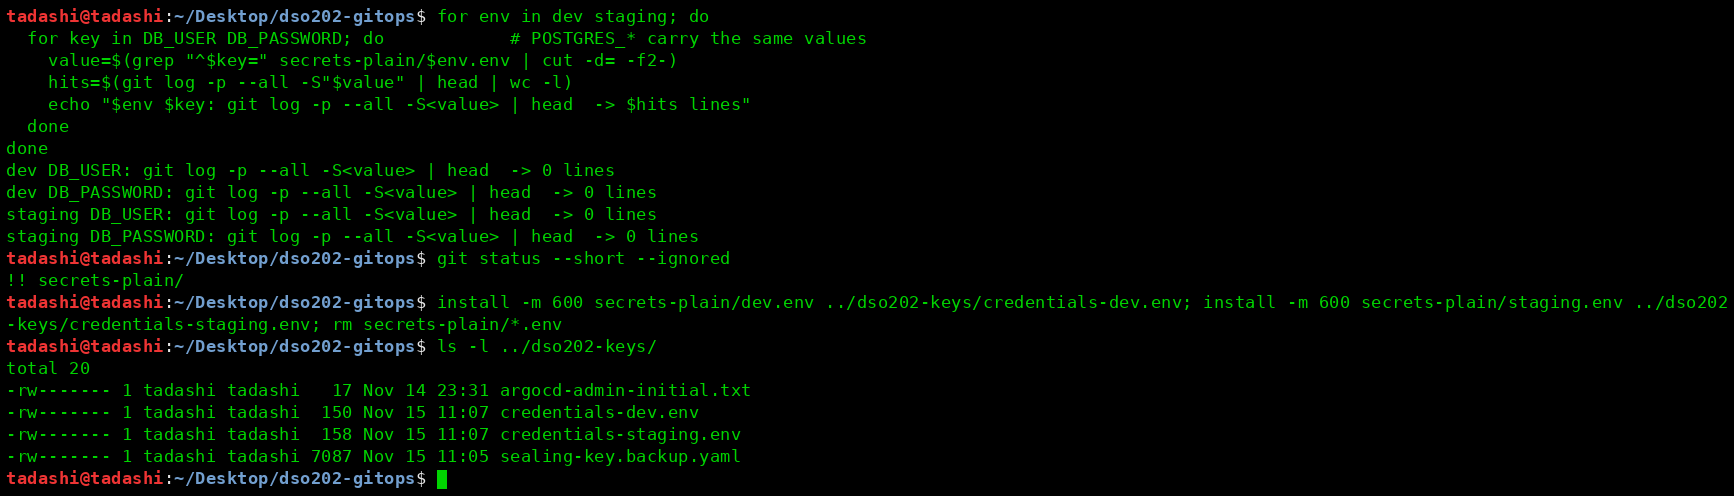 tadashi@tadashi:~/Desktop/dso202-gitops$ for env in dev staging; do
  for key in DB_USER DB_PASSWORD; do            # POSTGRES_* carry the same values
    value=$(grep "^$key=" secrets-plain/$env.env | cut -d= -f2-)
    hits=$(git log -p --all -S"$value" | head | wc -l)
    echo "$env $key: git log -p --all -S<value> | head  -> $hits lines"
  done
done
dev DB_USER: git log -p --all -S<value> | head  -> 0 lines
dev DB_PASSWORD: git log -p --all -S<value> | head  -> 0 lines
staging DB_USER: git log -p --all -S<value> | head  -> 0 lines
staging DB_PASSWORD: git log -p --all -S<value> | head  -> 0 lines
tadashi@tadashi:~/Desktop/dso202-gitops$ git status --short --ignored
!! secrets-plain/
tadashi@tadashi:~/Desktop/dso202-gitops$ install -m 600 secrets-plain/dev.env ../dso202-keys/credentials-dev.env; install -m 600 secrets-plain/staging.env ../dso202
-keys/credentials-staging.env; rm secrets-plain/*.env
tadashi@tadashi:~/Desktop/dso202-gitops$ ls -l ../dso202-keys/
total 20
-rw------- 1 tadashi tadashi   17 Nov 14 23:31 argocd-admin-initial.txt
-rw------- 1 tadashi tadashi  150 Nov 15 11:07 credentials-dev.env
-rw------- 1 tadashi tadashi  158 Nov 15 11:07 credentials-staging.env
-rw------- 1 tadashi tadashi 7087 Nov 15 11:05 sealing-key.backup.yaml
tadashi@tadashi:~/Desktop/dso202-gitops$